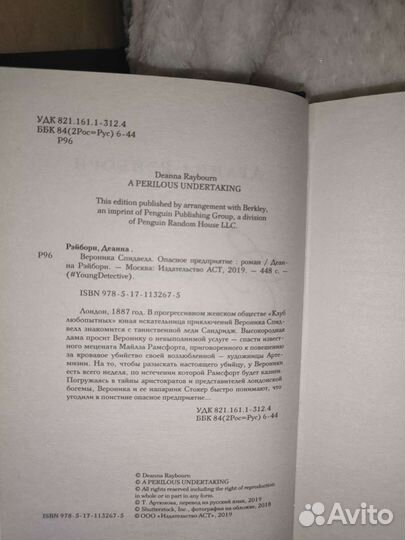 УДК 821.161.1-312.4
ББК 84(2Рос=Рус) 6-44
Р96
Deanna Raybourn
A PERILOUS UNDERTAKING
This edition published by arrangement with Berkley,
an imprint of Penguin Publishing Group, a division
of Penguin Random House LLC.
Рэйборн, Деанна .
Р96
Вероника Спидвелл. Опасное предприятие : роман / Деан-
на Рэйборн. — Москва: Издательство АСТ, 2019. — 448 с. —
(#YoungDetective).
ISBN 978-5-17-113267-5
Лондон, 1887 год. В прогрессивном женском обществе «Клуб
любопытных» юная искательница приключений Вероника Спид-
велл знакомится с таинственной леди Сандридж. Высокородная
дама просит Веронику о невыполнимой услуге — спасти извест-
ного мецената Майлза Рамсфорта, приговоренного к повешению
за кровавое убийство своей возлюбленной — художницы Арте-
мизии. На то, чтобы разыскать настоящего убийцу, у Вероники
есть всего неделя, по истечении которой Рамсфорт будет казнен.
Погружаясь в тайны аристократов и представителей лондонской
богемы, Вероника и ее напарник Стокер быстро понимают, что
угодили в поистине опасное предприятие...
УДК 821.161.1-312.4
ББК 84(2Рос=Рус) 6-44
© Deanna Raybourn
© A PERILOUS UNDERTAKING
© All rights reserved including the right of reproduction
in whole or in part in any form.
© Т. Артюхова, перевод на русский язык, 2019
© Shutterstock, Inc., фотографы на обложке, 2018
ISBN 978-5-17-113267-5
© ООО «Издательство АСТ», 2019
Avito